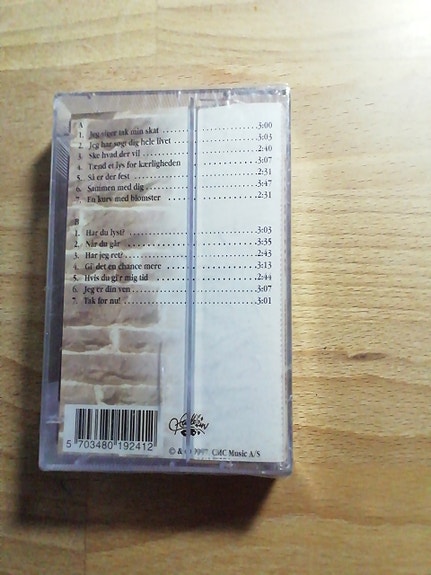 A
1. Jeg siger tak min skat 3:00
2. Jeg har søgt dig hele livet 3:03
3. Ske hvad der vil 2:40
4. Tænd et lys for kærligheden 3:07
5. Så er der fest 2:31
6. Sammen med dig 3:47
7. En kurv med blomster 2:31
B
1. Har du lyst? 3:03
2. Når du går 3:35
3. Har jeg ret? 2:43
4. Gi' det en chance mere 3:13
5. Hvis du gi'r mig tid 2:44
6. Jeg er din ven 3:07
7. Tak for nu! 3:01
5 703480 192412
© & CMC Music A/S